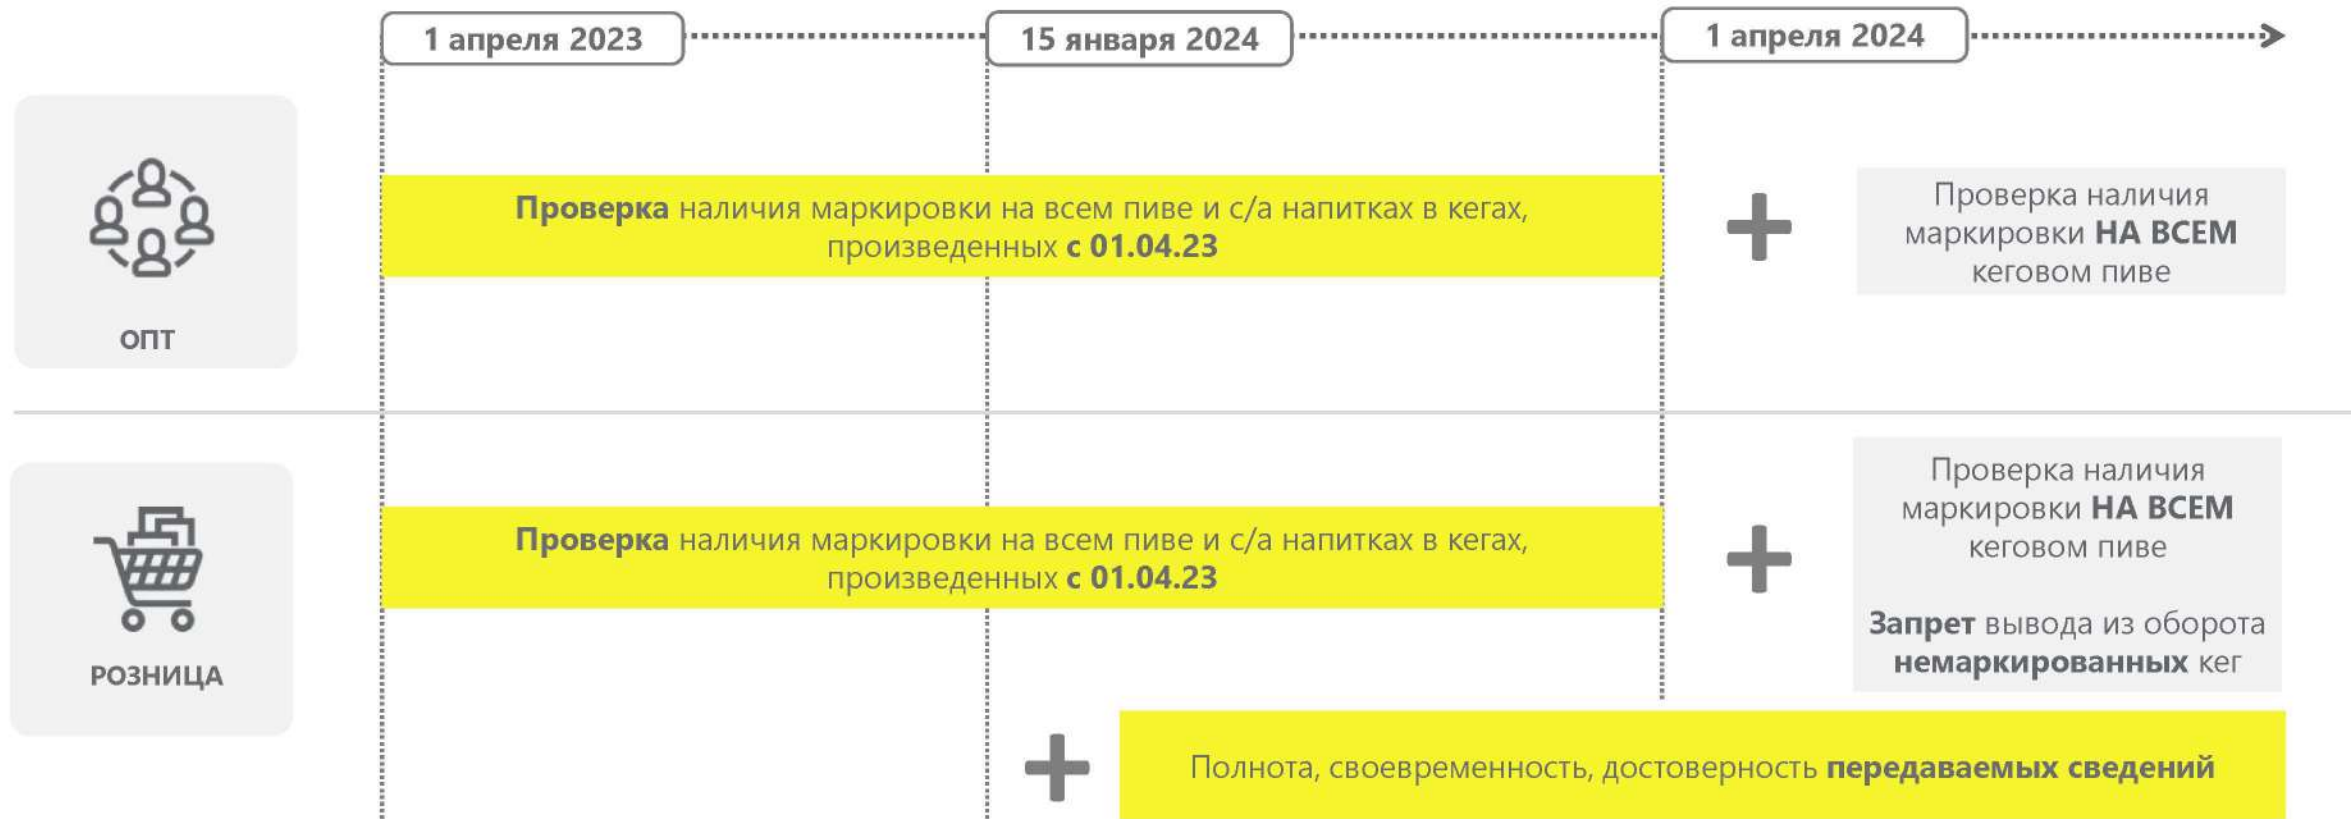 1 апреля 2023
15 января 2024
1 апреля 2024
ОПТ
Проверка наличия маркировки на всем пиве и с/а напитках в кегах,
произведенных с 01.04.23
+
Проверка наличия
маркировки НА ВСЕМ
кеговом пиве
РОЗНИЦА
Проверка наличия маркировки на всем пиве и с/а напитках в кегах,
произведенных с 01.04.23
+
Проверка наличия
маркировки НА ВСЕМ
кеговом пиве
Запрет вывода из оборота
немаркированных кег
+
Полнота, своевременность, достоверность передаваемых сведений